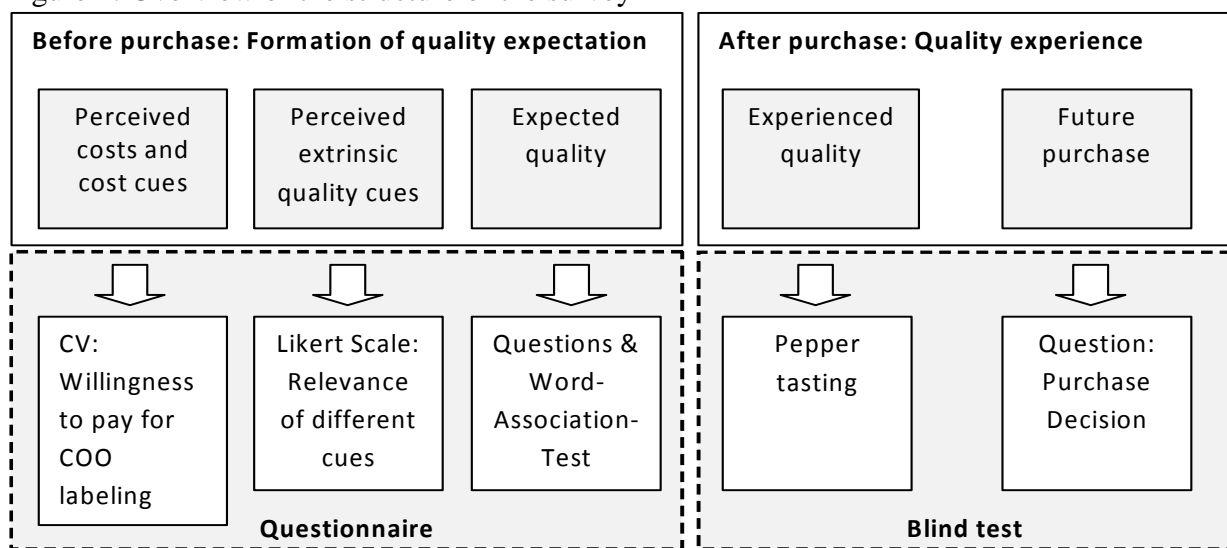 Before purchase: Formation of quality expectation
Perceived
costs and
cost cues
Perceived
extrinsic
quality cues
Expected
quality
After purchase: Quality experience
Experienced
quality
Future
purchase
CV:
Willingness
to pay for
COO
labeling
Likert Scale:
Relevance
of different
cues
Questions &
Word-
Association-
Test
Questionnaire
Pepper
tasting
Question:
Purchase
Decision
Blind test